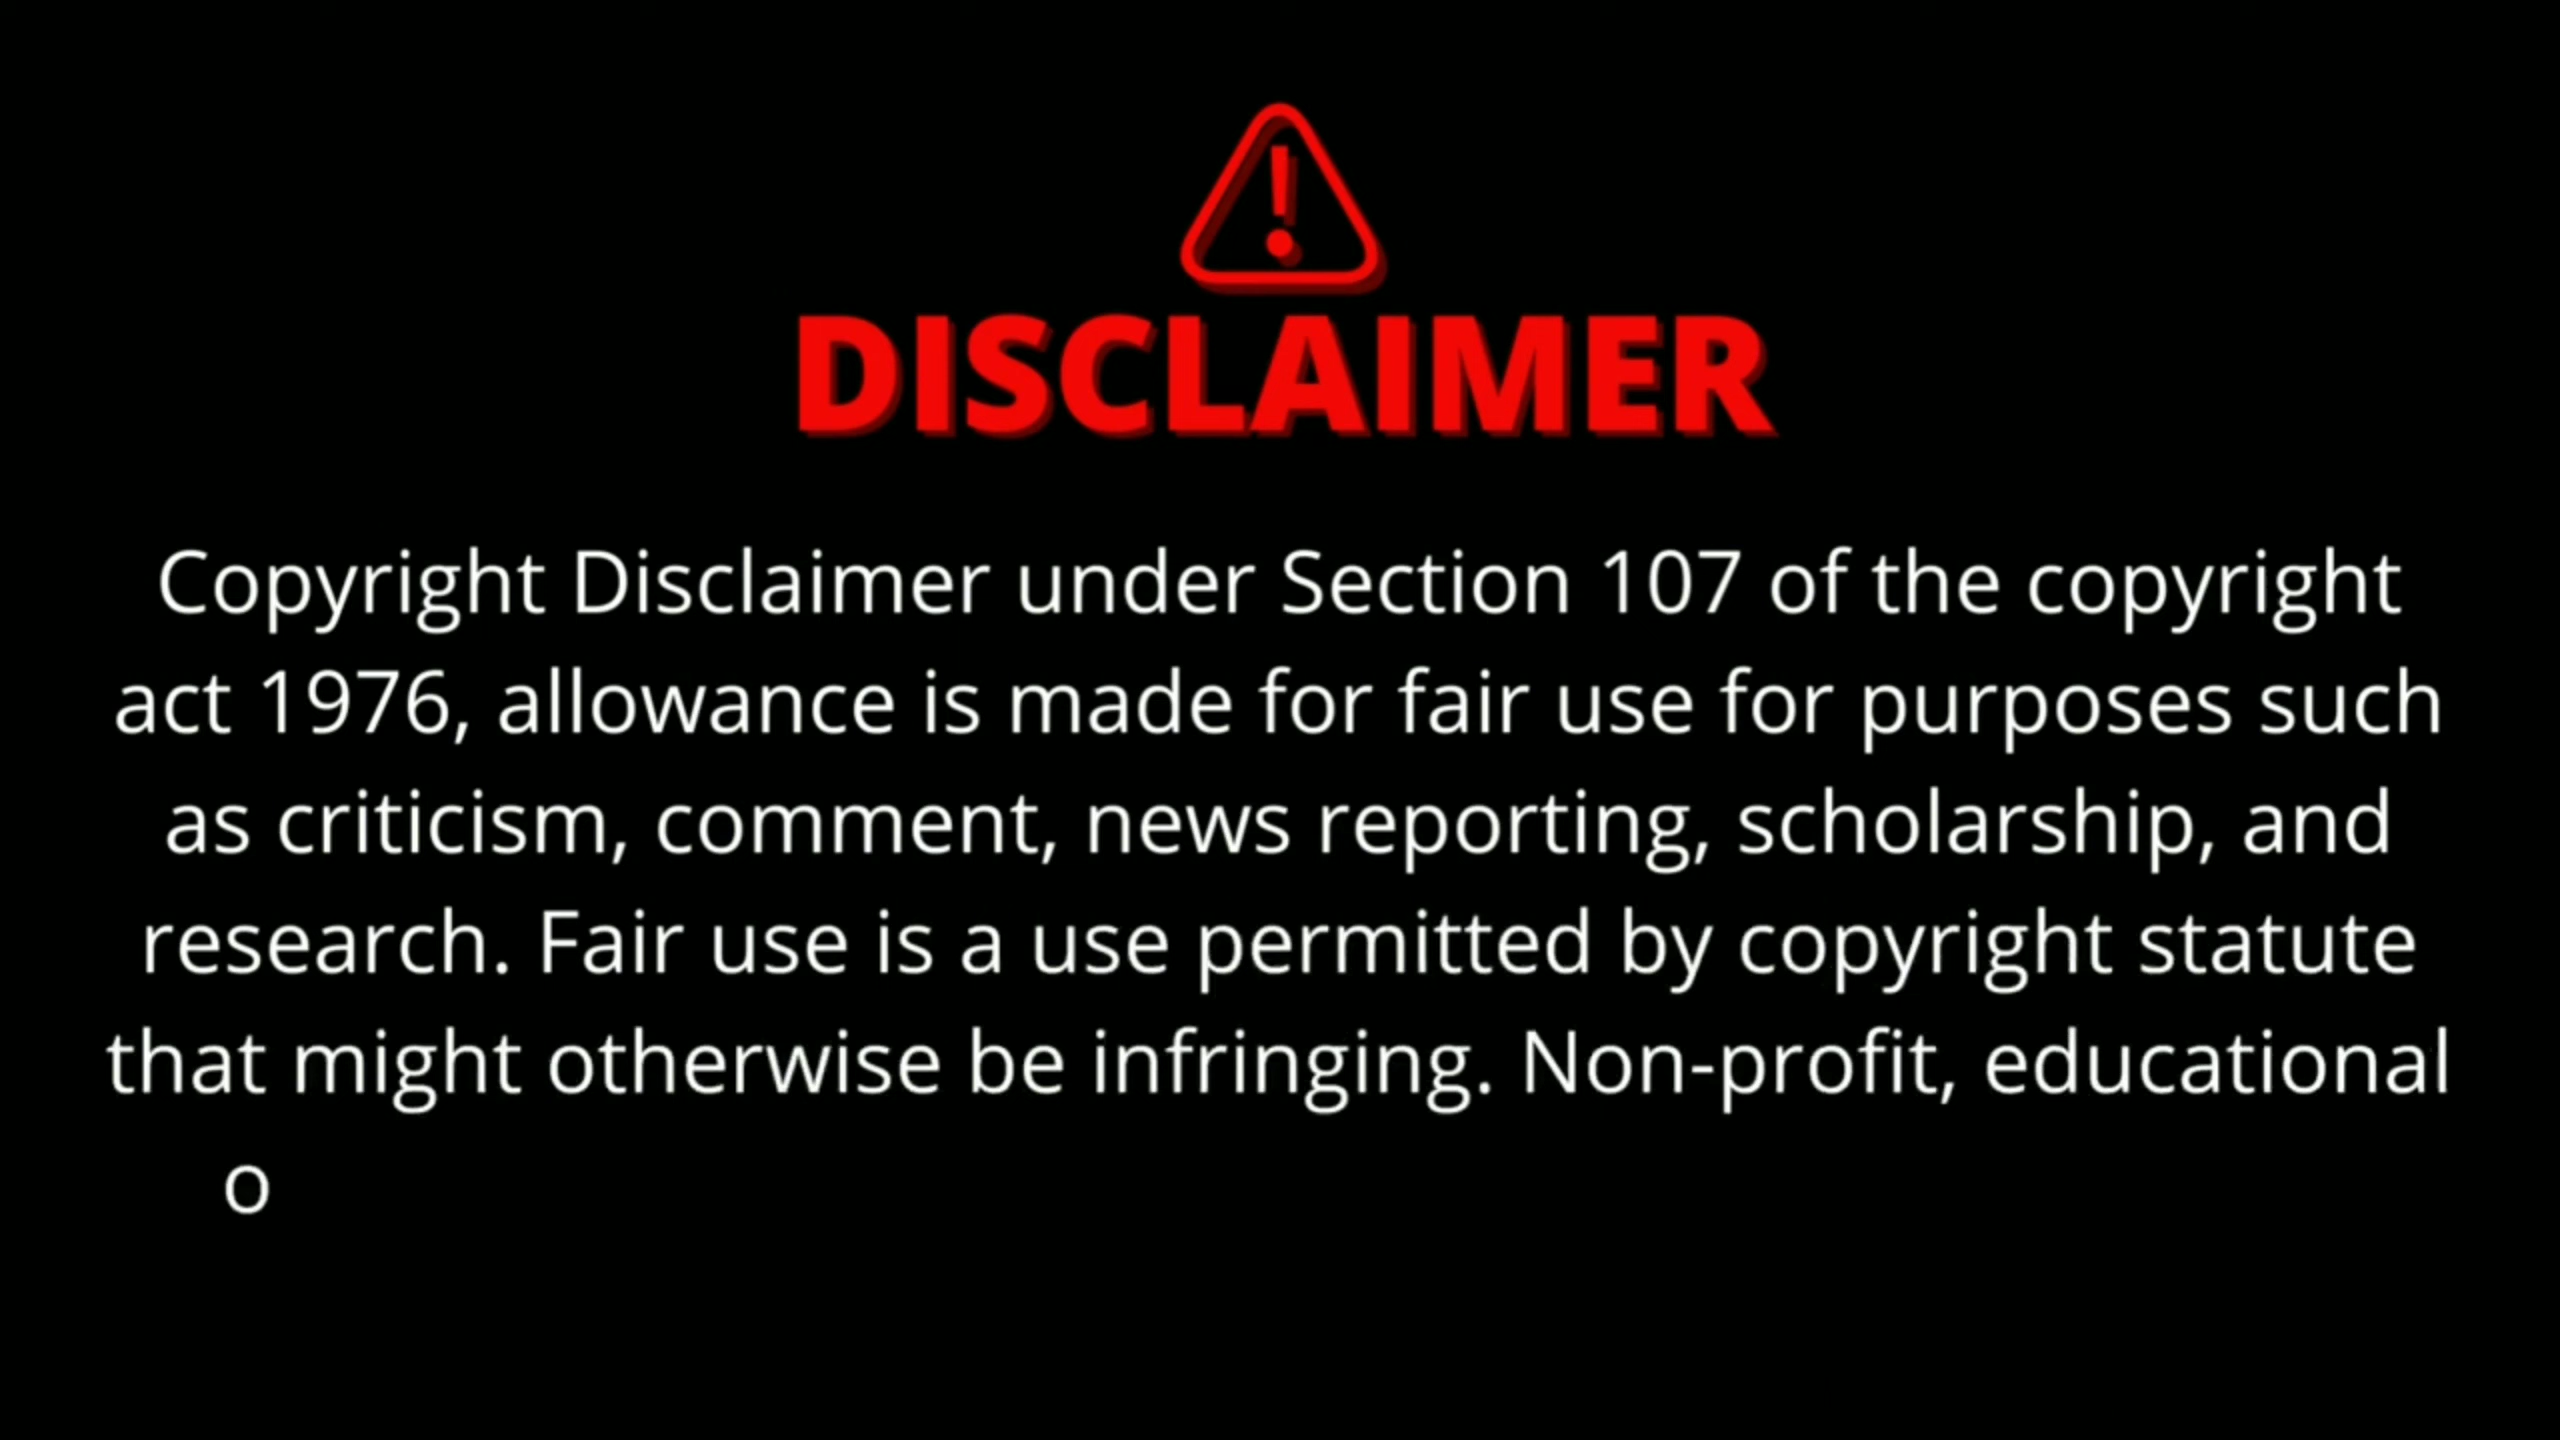 DISCLAIMER
Copyright Disclaimer under Section 107 of the copyright
act 1976, allowance is made for fair use for purposes such
as criticism, comment, news reporting, scholarship, and
research. Fair use is a use permitted by copyright statute
that might otherwise be infringing. Non-profit, educational
o